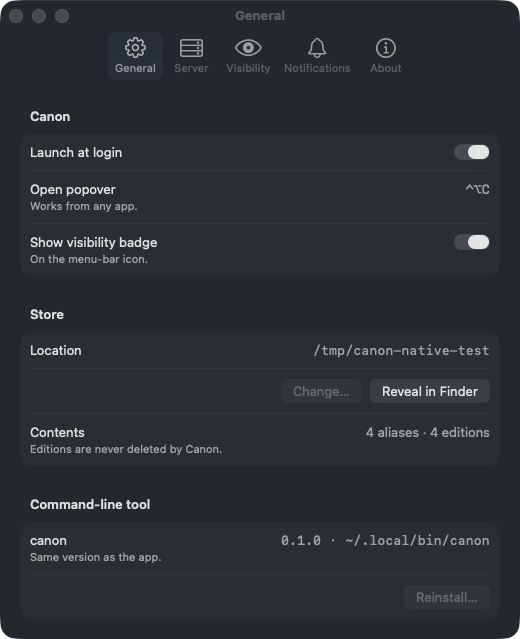 General
General
Server
Visibility
Notifications
About
Canon
Launch at login
Open popover
^⌥C
Works from any app.
Show visibility badge
On the menu-bar icon.
Store
Location
/tmp/canon-native-test
Change...
Reveal in Finder
Contents
4 aliases · 4 editions
Editions are never deleted by Canon.
Command-line tool
canon
0.1.0 · ~/.local/bin/canon
Same version as the app.
Reinstall...